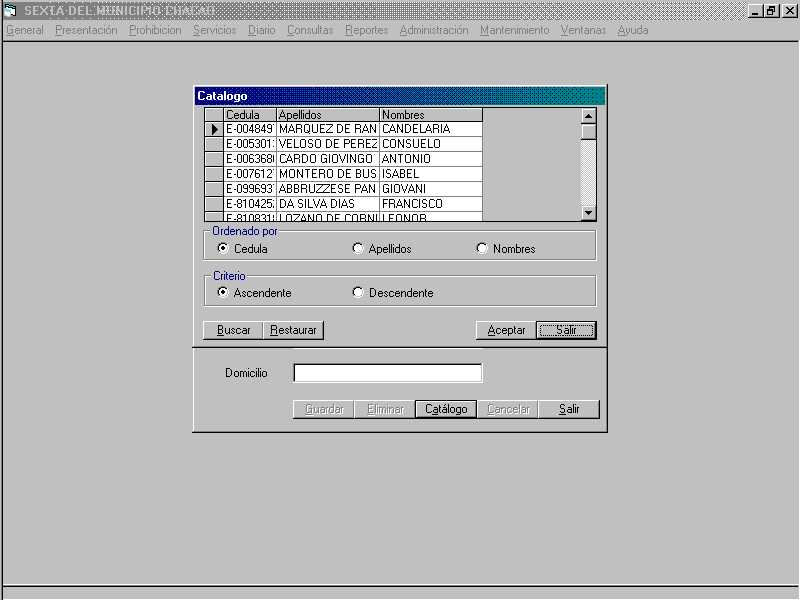 SEXTA DEL MUNICIPIO CHACAO
General Presentación Prohibicion Servicios Diario Consultas Reportes Administración Mantenimiento Ventanas Ayuda
Catalogo
Cedula Apellidos Nombres
E-004849 MARQUEZ DE RAN CANDELARIA
E-005301 VELOSO DE PEREZ CONSUELO
E-006368 CARDO GIOVINGO ANTONIO
E-007612 MONTERO DE BUS ISABEL
E-099693 ABBRUZZESE PAN GIOVANI
E-810425 DA SILVA DIAS FRANCISCO
E-810831 LOZANO DE CORNI LEONOR
Ordenado por
Cedula Apellidos Nombres
Criterio
Ascendente Descendente
Buscar Restaurar Aceptar Salir
Domicilio
Guardar Eliminar Catálogo Cancelar Salir